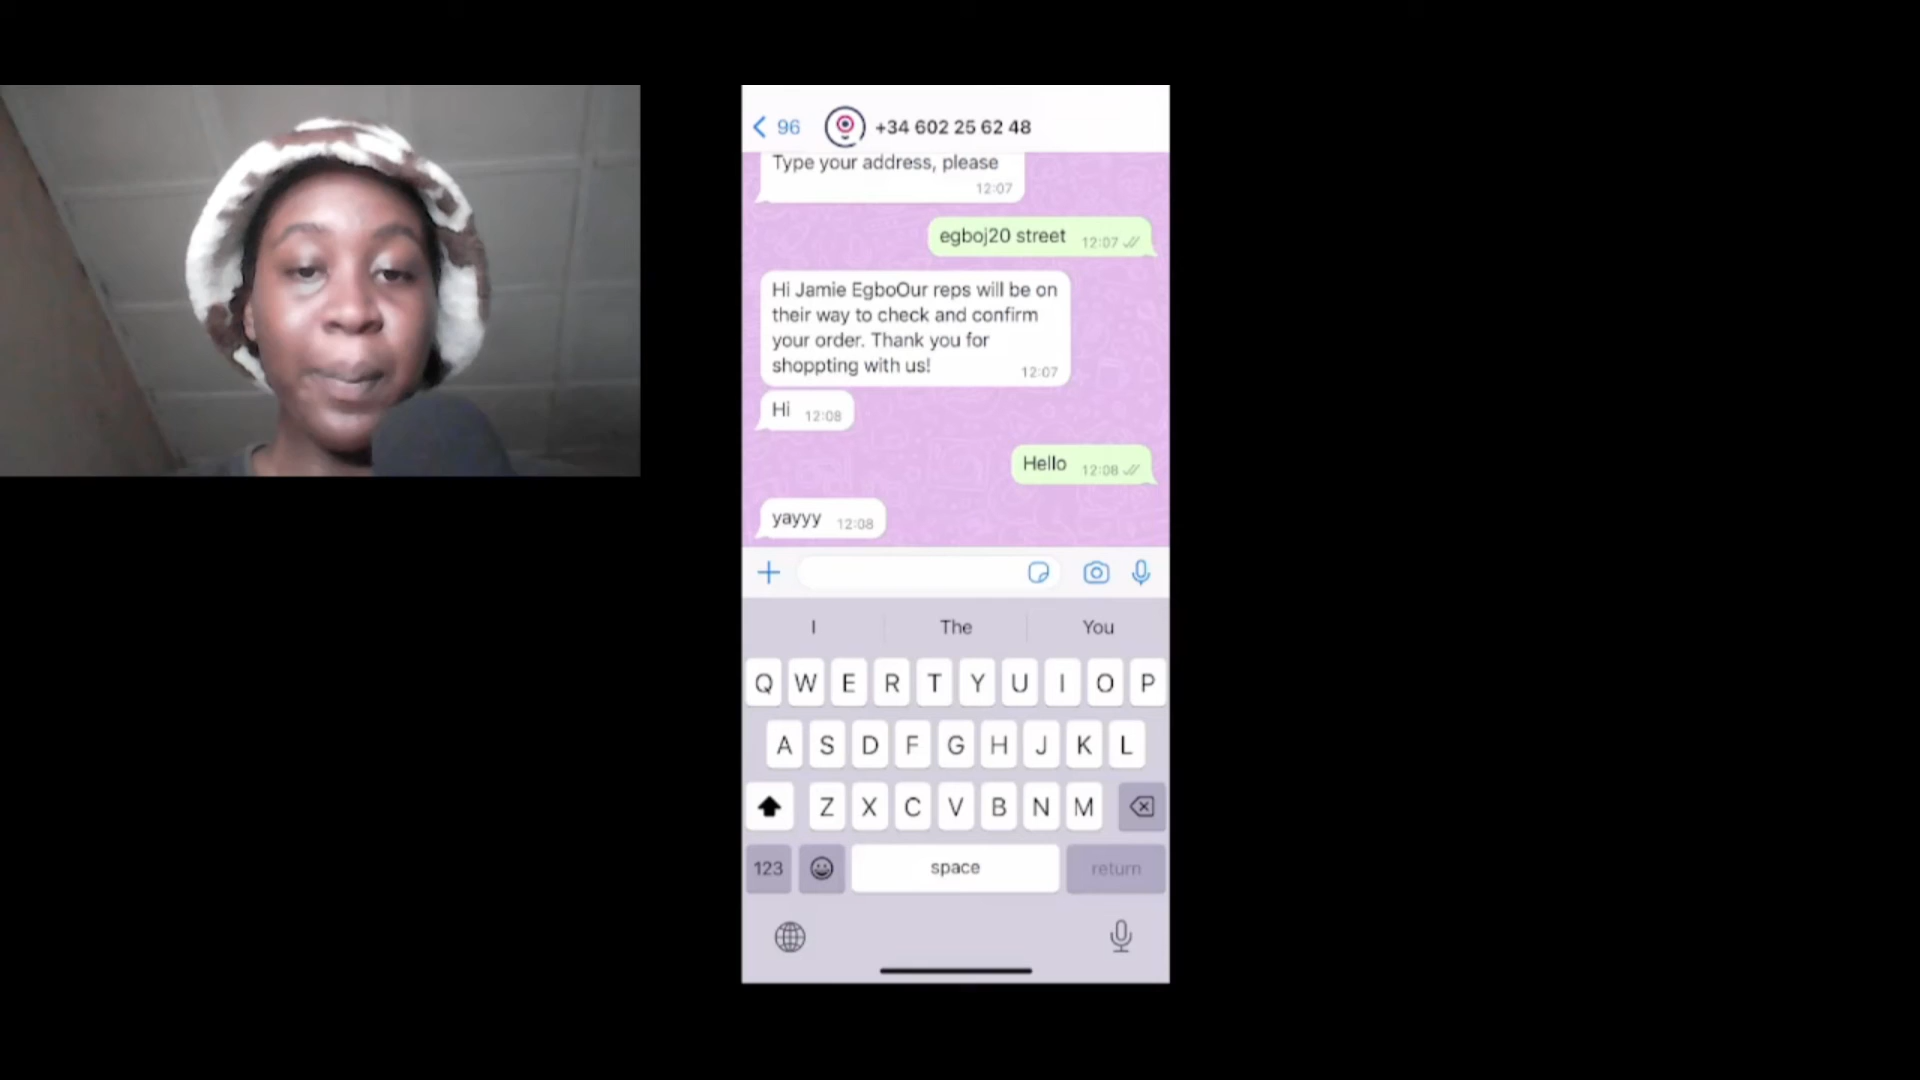 96
+34 602 25 62 48
Type your address, please
12:07
egboj20 street 12:07
Hi Jamie EgboOur reps will be on
their way to check and confirm
your order. Thank you for
shoppting with us! 12:07
Hi 12:08
Hello 12:08
yayyy 12:08
I The You
Q W E R T Y U I O P
A S D F G H J K L
Z X C V B N M
123 space return